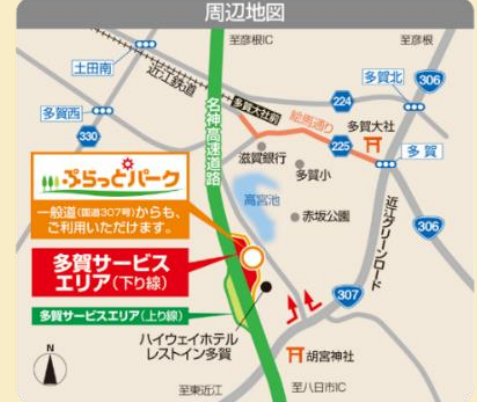 周辺地図
至彦根IC
至彦根
土田南
近江鉄道
多賀大社前
多賀北
306
224
多賀西
330
名神高速道路
絵馬通り
多賀大社
225
多賀
滋賀銀行
多賀小
ぷらっとパーク
一般道(国道307号)からも、
ご利用いただけます。
高宮池
赤坂公園
近江グリーンロード
306
多賀サービス
エリア(下り線)
307
多賀サービスエリア(上り線)
ハイウェイホテル
レストイン多賀
胡宮神社
N
至東近江
至八日市IC